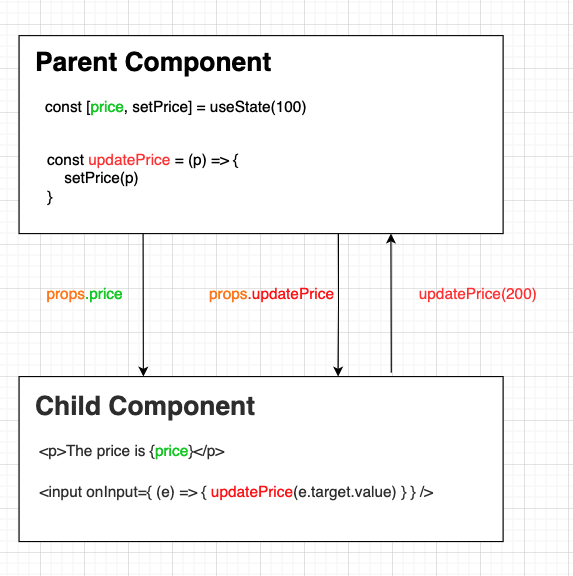 Parent Component
const [price, setPrice] = useState(100)
const updatePrice = (p) => {
setPrice(p)
}
props.price
props.updatePrice
updatePrice(200)
Child Component
<p>The price is {price}</p>
<input onInput={ (e) => { updatePrice(e.target.value) } } />